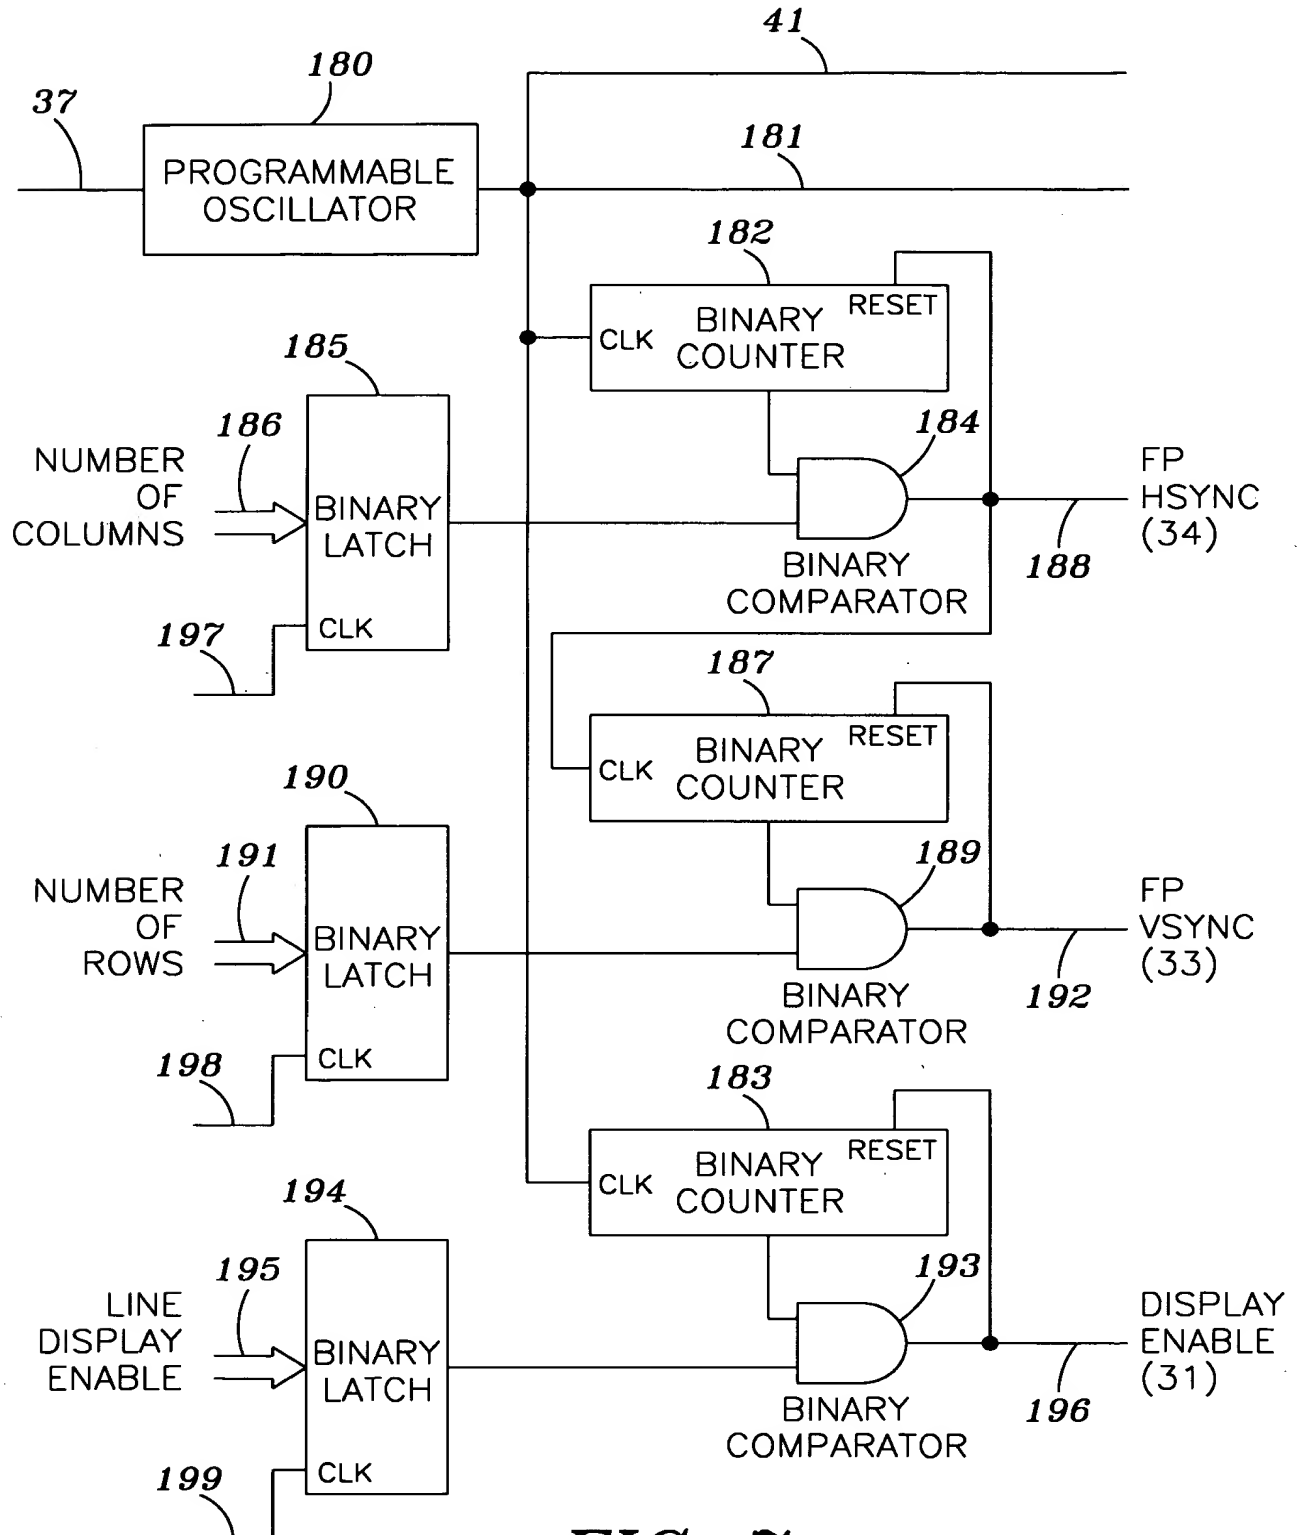 41
180
37
181
PROGRAMMABLE
OSCILLATOR
182
RESET
BINARY
COUNTER
CLK
185
186
184
NUMBER
OF
COLUMNS
BINARY
LATCH
FP
HSYNC
(34)
188
BINARY
COMPARATOR
197
CLK
187
RESET
BINARY
COUNTER
CLK
190
191
189
NUMBER
OF
ROWS
BINARY
LATCH
FP
VSYNC
(33)
192
BINARY
COMPARATOR
198
CLK
183
RESET
BINARY
COUNTER
CLK
194
195
193
LINE
DISPLAY
ENABLE
BINARY
LATCH
DISPLAY
ENABLE
(31)
196
BINARY
COMPARATOR
199
CLK